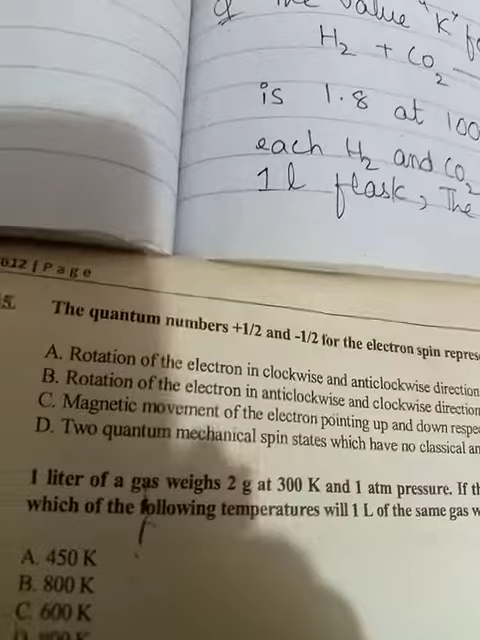 If the value "K" fo
H2 + CO2
is 1.8 at 100
each H2 and CO2
1 l flask, The
612 | Page
5. The quantum numbers +1/2 and -1/2 for the electron spin repres
A. Rotation of the electron in clockwise and anticlockwise direction
B. Rotation of the electron in anticlockwise and clockwise direction
C. Magnetic movement of the electron pointing up and down respe
D. Two quantum mechanical spin states which have no classical an
1 liter of a gas weighs 2 g at 300 K and 1 atm pressure. If th
which of the following temperatures will 1 L of the same gas w
A. 450 K
B. 800 K
C. 600 K